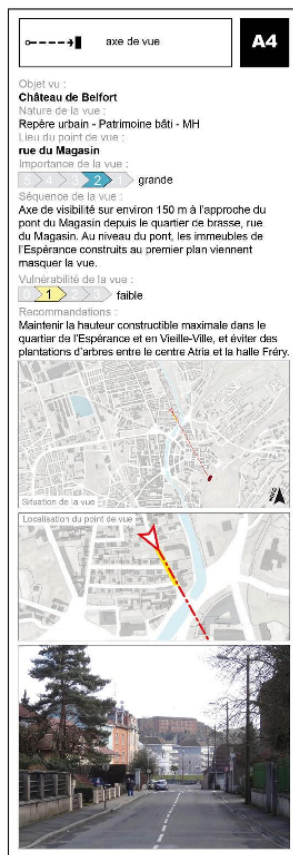 axe de vue
A4
Objet vu :
Château de Belfort
Nature de la vue :
Repère urbain - Patrimoine bâti - MH
Lieu du point de vue :
rue du Magasin
Importance de la vue :
5 4 3 2 1 grande
Séquence de la vue :
Axe de visibilité sur environ 150 m à l'approche du
pont du Magasin depuis le quartier de brasse, rue
du Magasin. Au niveau du pont, les immeubles de
l'Espérance construits au premier plan viennent
masquer la vue.
Vulnérabilité de la vue :
0 1 2 3 faible
Recommandations :
Maintenir la hauteur constructible maximale dans le
quartier de l'Espérance et en Vieille-Ville, et éviter des
plantations d'arbres entre le centre Atria et la halle Fréry.
Situation de la vue
Localisation du point de vue